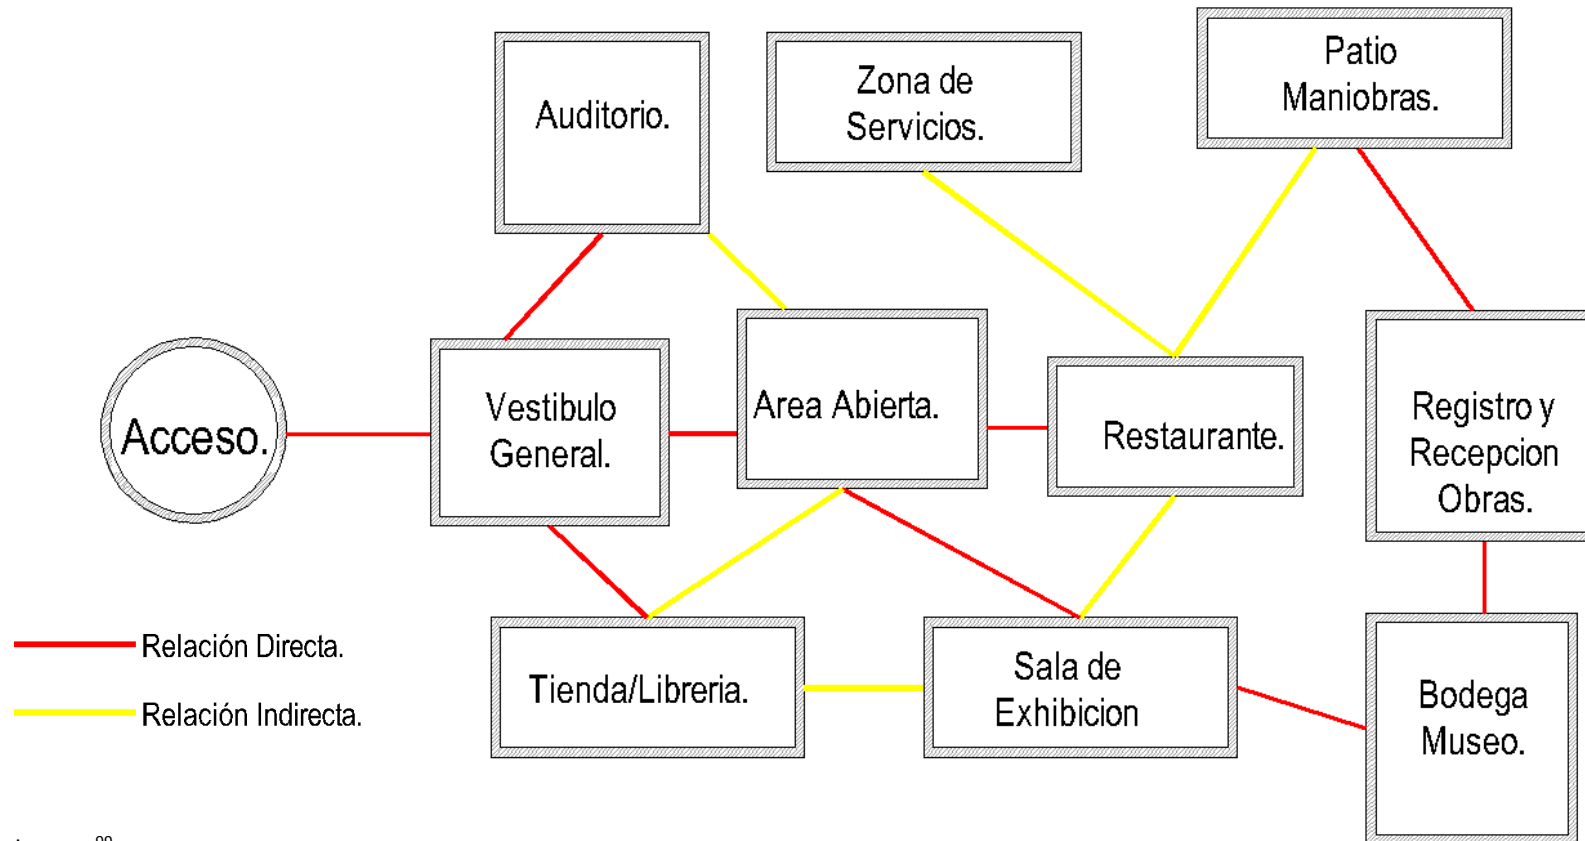 Auditorio.
Zona de
Servicios.
Patio
Maniobras.
Acceso.
Vestibulo
General.
Area Abierta.
Restaurante.
Registro y
Recepcion
Obras.
Relación Directa.
Relación Indirecta.
Tienda/Libreria.
Sala de
Exhibicion
Bodega
Museo.